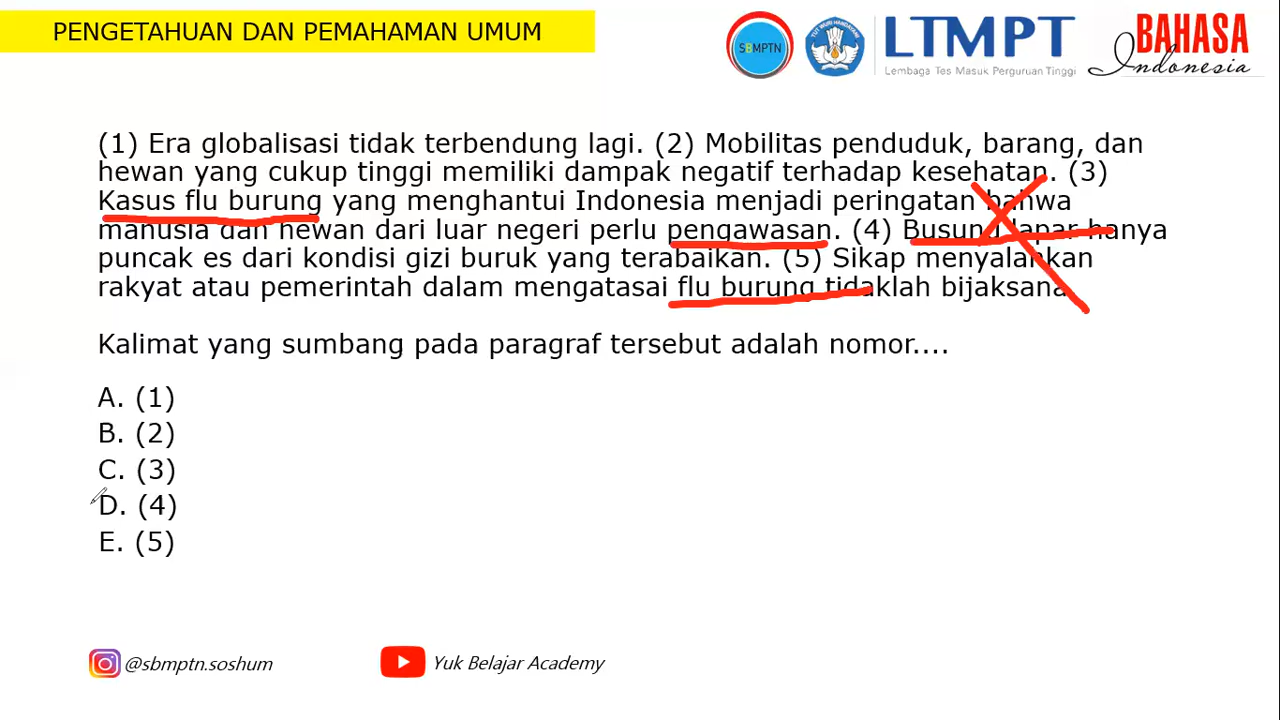 PENGETAHUAN DAN PEMAHAMAN UMUM
SBMPTN
TUT WURI HANDAYANI
LTMPT
Lembaga Tes Masuk Perguruan Tinggi
BAHASA
Indonesia
(1) Era globalisasi tidak terbendung lagi. (2) Mobilitas penduduk, barang, dan
hewan yang cukup tinggi memiliki dampak negatif terhadap kesehatan. (3)
Kasus flu burung yang menghantui Indonesia menjadi peringatan bahwa
manusia dan hewan dari luar negeri perlu pengawasan. (4) Busung lapar hanya
puncak es dari kondisi gizi buruk yang terabaikan. (5) Sikap menyalahkan
rakyat atau pemerintah dalam mengatasai flu burung tidaklah bijaksana.
Kalimat yang sumbang pada paragraf tersebut adalah nomor....
A. (1)
B. (2)
C. (3)
D. (4)
E. (5)
@sbmptn.soshum
Yuk Belajar Academy